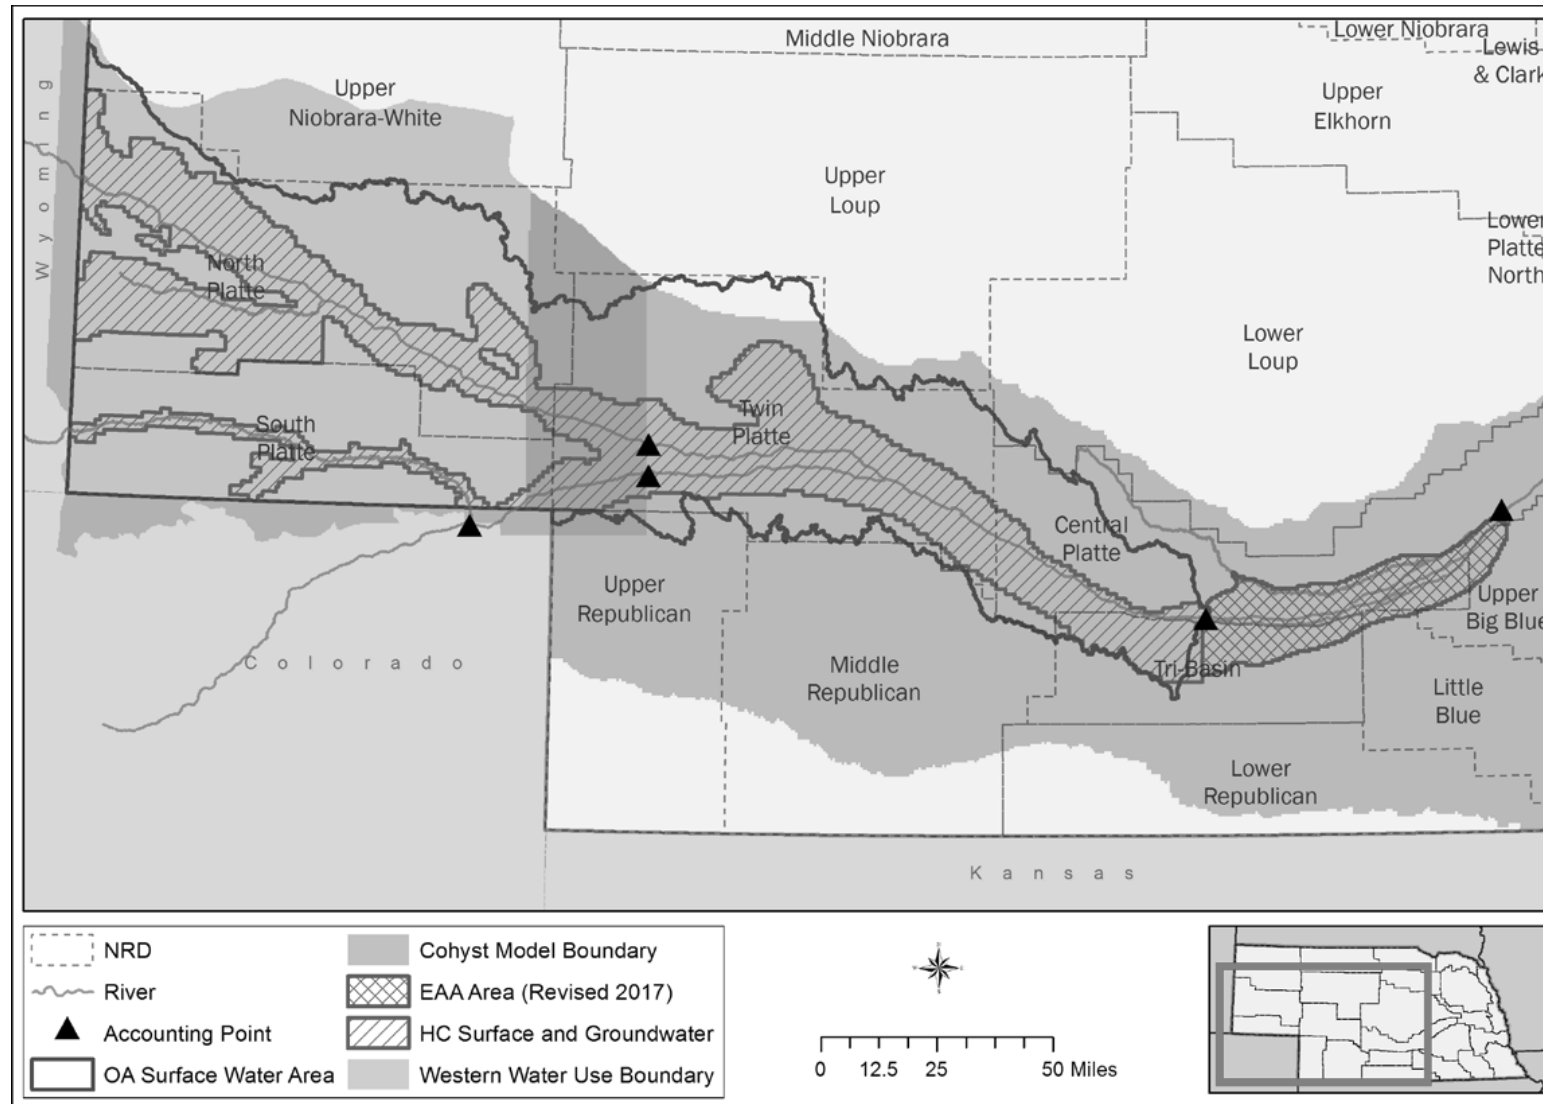 Middle Niobrara
Lower Niobrara
Lewis
& Clark
Upper
Niobrara-White
Upper
Elkhorn
Upper
Loup
Wyoming
Lower
Platte
North
North
Platte
Lower
Loup
Twin
Platte
South
Platte
Central
Platte
Upper
Republican
Upper
Big Blue
Colorado
Middle
Republican
Tri-Basin
Little
Blue
Lower
Republican
Kansas
NRD
River
Accounting Point
OA Surface Water Area
Cohyst Model Boundary
EAA Area (Revised 2017)
HC Surface and Groundwater
Western Water Use Boundary
0 12.5 25 50 Miles